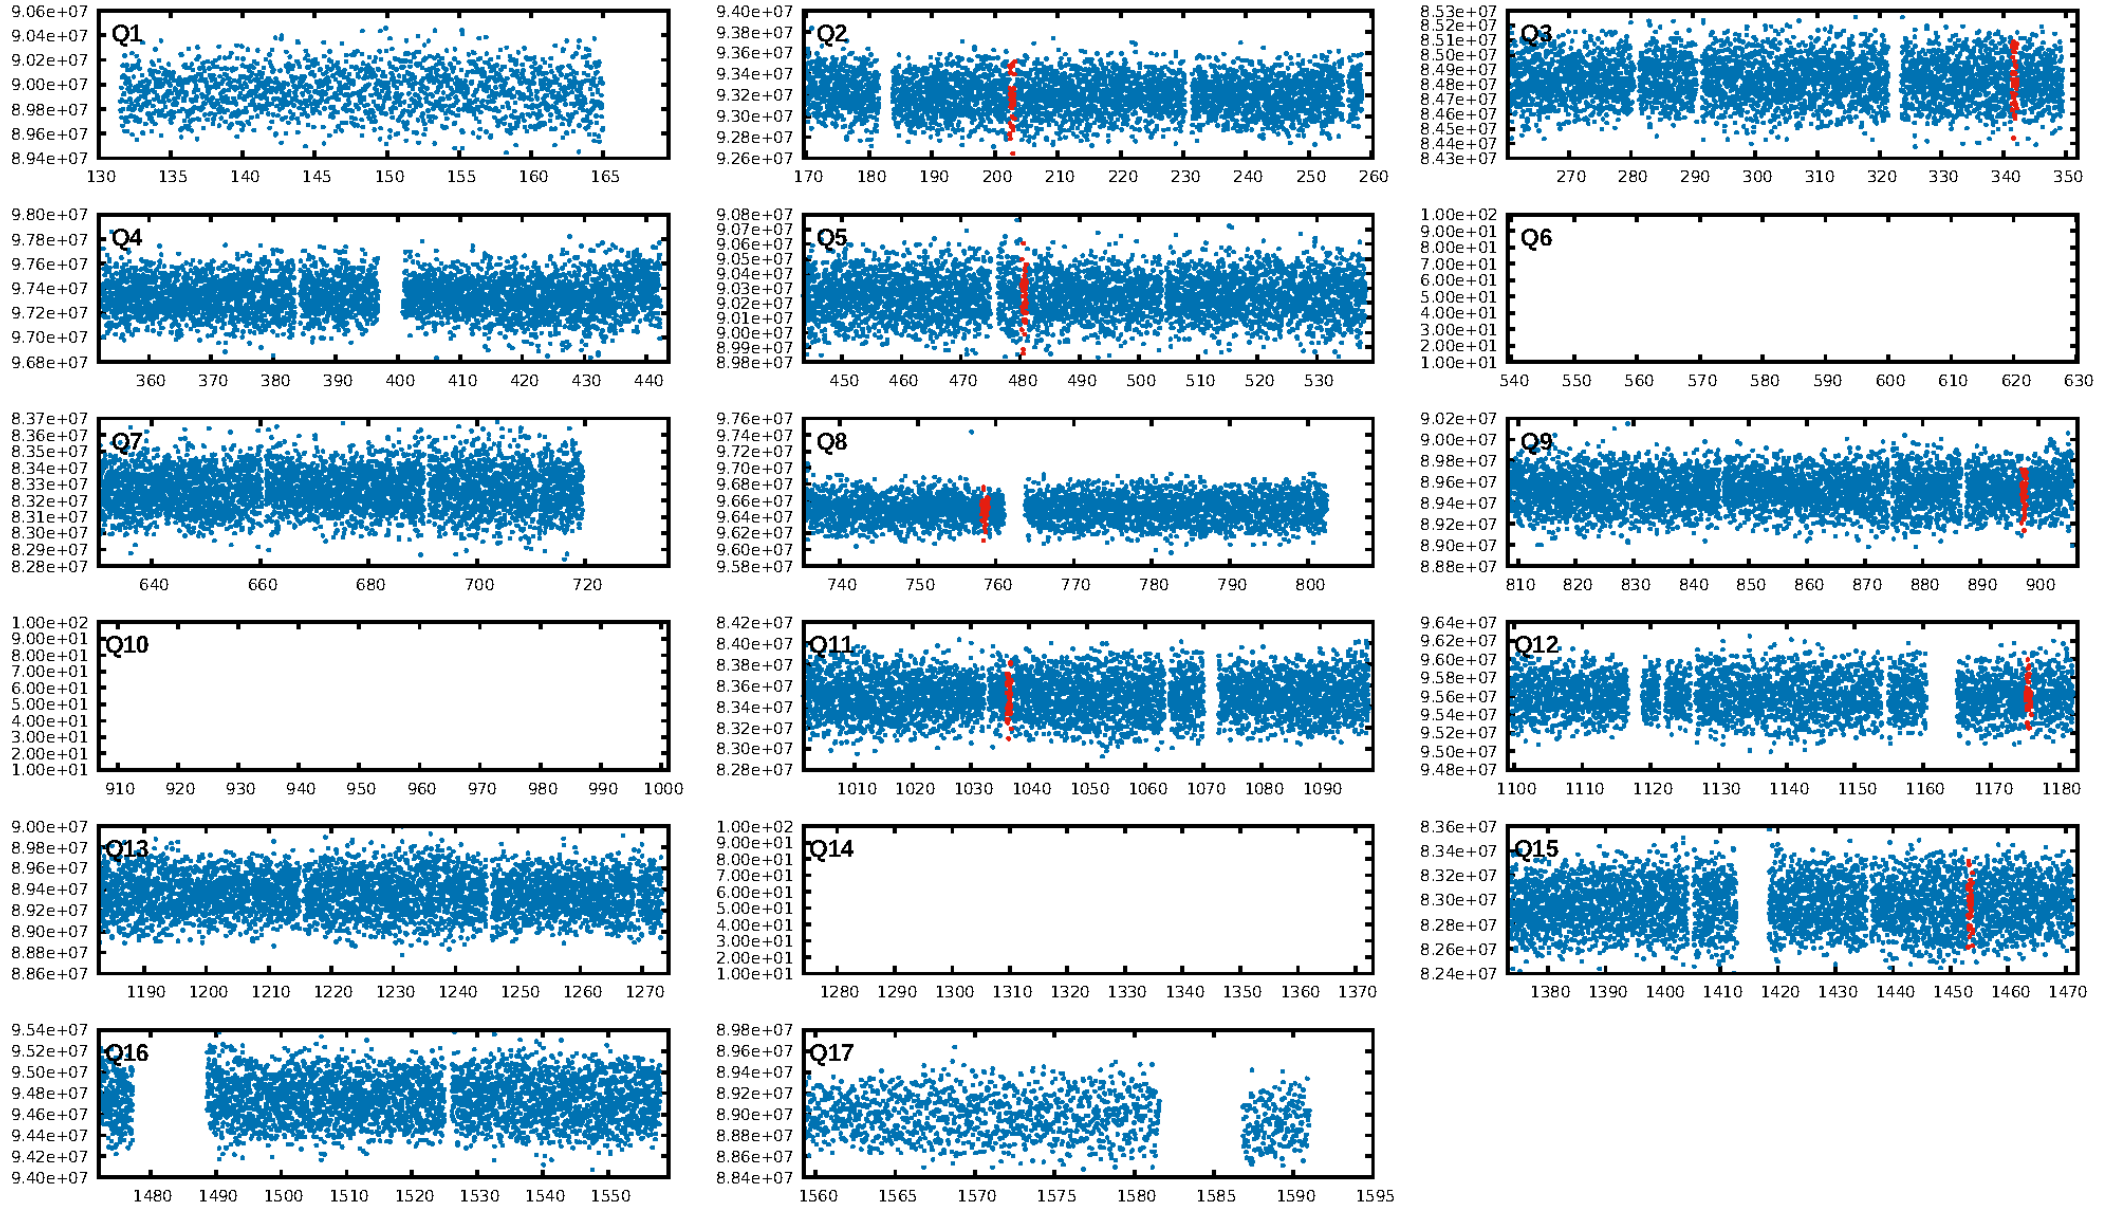 9.06e+07 9.04e+07 9.02e+07 9.00e+07 8.98e+07 8.96e+07 8.94e+07
Q1
130 135 140 145 150 155 160 165
9.40e+07 9.38e+07 9.36e+07 9.34e+07 9.32e+07 9.30e+07 9.28e+07 9.26e+07
Q2
170 180 190 200 210 220 230 240 250 260
8.53e+07 8.52e+07 8.51e+07 8.50e+07 8.49e+07 8.48e+07 8.47e+07 8.46e+07 8.45e+07 8.44e+07 8.43e+07
Q3
270 280 290 300 310 320 330 340 350
9.80e+07 9.78e+07 9.76e+07 9.74e+07 9.72e+07 9.70e+07 9.68e+07
Q4
360 370 380 390 400 410 420 430 440
9.08e+07 9.07e+07 9.06e+07 9.05e+07 9.04e+07 9.03e+07 9.02e+07 9.01e+07 9.00e+07 8.99e+07 8.98e+07
Q5
450 460 470 480 490 500 510 520 530
1.00e+02 9.00e+01 8.00e+01 7.00e+01 6.00e+01 5.00e+01 4.00e+01 3.00e+01 2.00e+01 1.00e+01
Q6
540 550 560 570 580 590 600 610 620 630
8.37e+07 8.36e+07 8.35e+07 8.34e+07 8.33e+07 8.32e+07 8.31e+07 8.30e+07 8.29e+07 8.28e+07
Q7
640 660 680 700 720
9.76e+07 9.74e+07 9.72e+07 9.70e+07 9.68e+07 9.66e+07 9.64e+07 9.62e+07 9.60e+07 9.58e+07
Q8
740 750 760 770 780 790 800
9.02e+07 9.00e+07 8.98e+07 8.96e+07 8.94e+07 8.92e+07 8.90e+07 8.88e+07
Q9
810 820 830 840 850 860 870 880 890 900
1.00e+02 9.00e+01 8.00e+01 7.00e+01 6.00e+01 5.00e+01 4.00e+01 3.00e+01 2.00e+01 1.00e+01
Q10
910 920 930 940 950 960 970 980 990 1000
8.42e+07 8.40e+07 8.38e+07 8.36e+07 8.34e+07 8.32e+07 8.30e+07 8.28e+07
Q11
1010 1020 1030 1040 1050 1060 1070 1080 1090
9.64e+07 9.62e+07 9.60e+07 9.58e+07 9.56e+07 9.54e+07 9.52e+07 9.50e+07 9.48e+07
Q12
1100 1110 1120 1130 1140 1150 1160 1170 1180
9.00e+07 8.98e+07 8.96e+07 8.94e+07 8.92e+07 8.90e+07 8.88e+07 8.86e+07
Q13
1190 1200 1210 1220 1230 1240 1250 1260 1270
1.00e+02 9.00e+01 8.00e+01 7.00e+01 6.00e+01 5.00e+01 4.00e+01 3.00e+01 2.00e+01 1.00e+01
Q14
1280 1290 1300 1310 1320 1330 1340 1350 1360 1370
8.36e+07 8.34e+07 8.32e+07 8.30e+07 8.28e+07 8.26e+07 8.24e+07
Q15
1380 1390 1400 1410 1420 1430 1440 1450 1460 1470
9.54e+07 9.52e+07 9.50e+07 9.48e+07 9.46e+07 9.44e+07 9.42e+07 9.40e+07
Q16
1480 1490 1500 1510 1520 1530 1540 1550
8.98e+07 8.96e+07 8.94e+07 8.92e+07 8.90e+07 8.88e+07 8.86e+07 8.84e+07
Q17
1560 1565 1570 1575 1580 1585 1590 1595